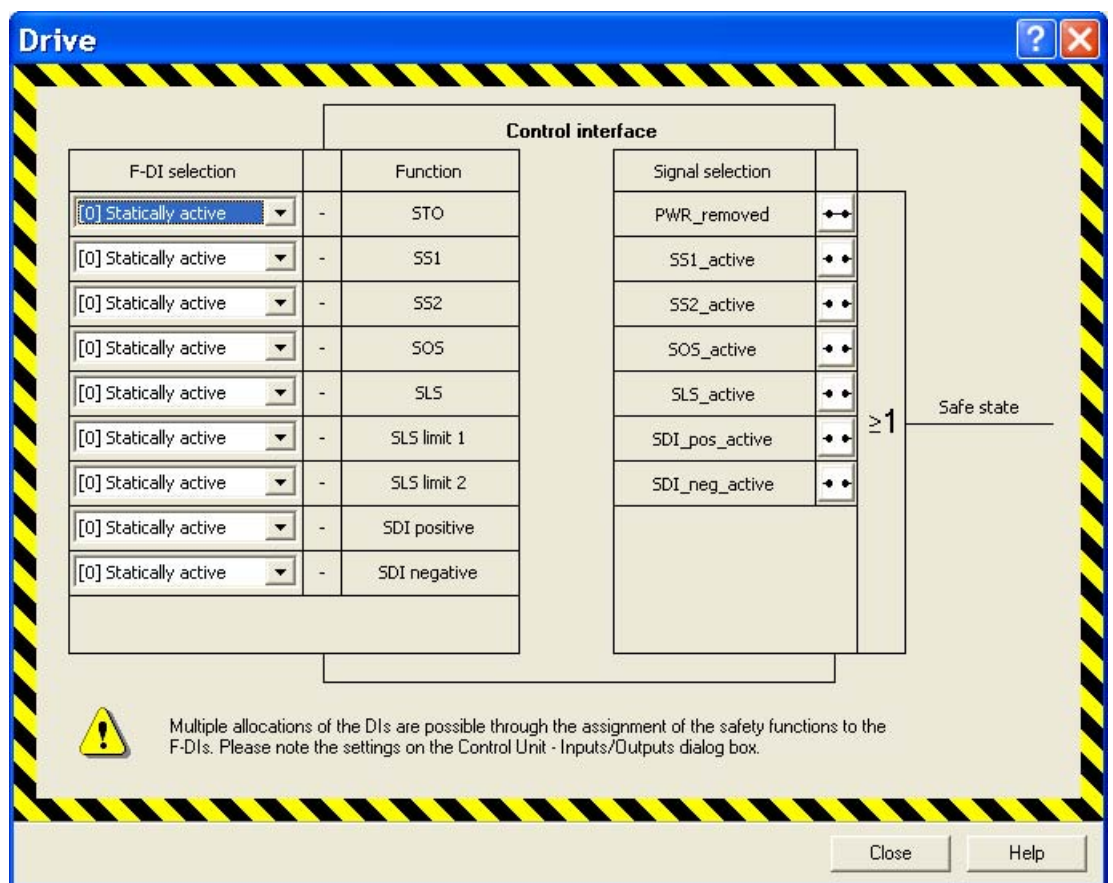 Drive
Control interface
F-DI selection Function Signal selection
[0] Statically active - STO PWR_removed
[0] Statically active - SS1 SS1_active
[0] Statically active - SS2 SS2_active
[0] Statically active - SOS SOS_active
[0] Statically active - SLS SLS_active
[0] Statically active - SLS limit 1 SDI_pos_active
[0] Statically active - SLS limit 2 SDI_neg_active
[0] Statically active - SDI positive
[0] Statically active - SDI negative
≥1
Safe state
Multiple allocations of the DIs are possible through the assignment of the safety functions to the
F-DIs. Please note the settings on the Control Unit - Inputs/Outputs dialog box.
Close Help